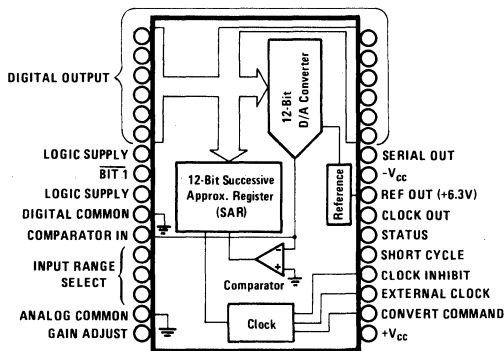 DIGITAL OUTPUT
12-Bit
D/A Converter
LOGIC SUPPLY
BIT 1
LOGIC SUPPLY
DIGITAL COMMON
COMPARATOR IN
INPUT RANGE
SELECT
ANALOG COMMON
GAIN ADJUST
12-Bit Successive
Approx. Register
(SAR)
Reference
Comparator
-
+
Clock
SERIAL OUT
-Vcc
REF OUT (+6.3V)
CLOCK OUT
STATUS
SHORT CYCLE
CLOCK INHIBIT
EXTERNAL CLOCK
CONVERT COMMAND
+Vcc